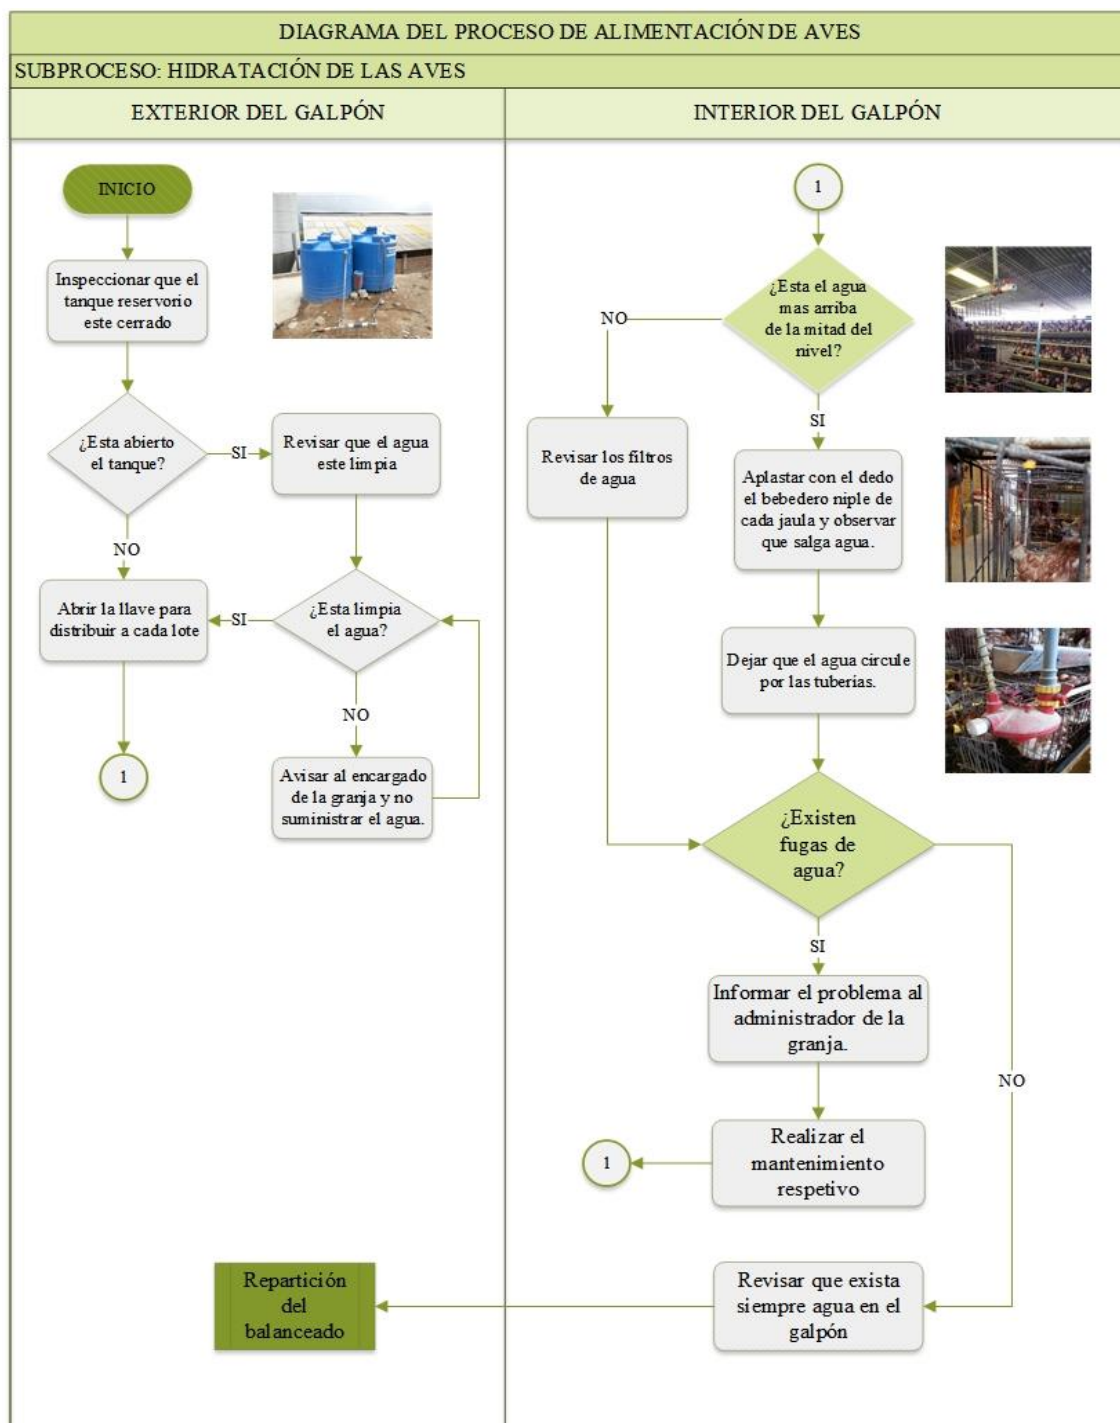 DIAGRAMA DEL PROCESO DE ALIMENTACIÓN DE AVES
SUBPROCESO: HIDRATACIÓN DE LAS AVES
EXTERIOR DEL GALPÓN
INTERIOR DEL GALPÓN
INICIO
Inspeccionar que el
tanque reservorio
este cerrado
¿Esta abierto
el tanque?
SI
Revisar que el agua
este limpia
NO
Abrir la llave para
distribuir a cada lote
SI
¿Esta limpia
el agua?
NO
1
Avisar al encargado
de la granja y no
suministrar el agua.
1
¿Esta el agua
mas arriba
de la mitad del
nivel?
NO
SI
Revisar los filtros
de agua
Aplastar con el dedo
el bebedero niple de
cada jaula y observar
que salga agua.
Dejar que el agua circule
por las tuberías.
¿Existen
fugas de
agua?
SI
NO
Informar el problema al
administrador de la
granja.
Realizar el
mantenimiento
respetivo
1
Revisar que exista
siempre agua en el
galpón
Repartición
del
balanceado